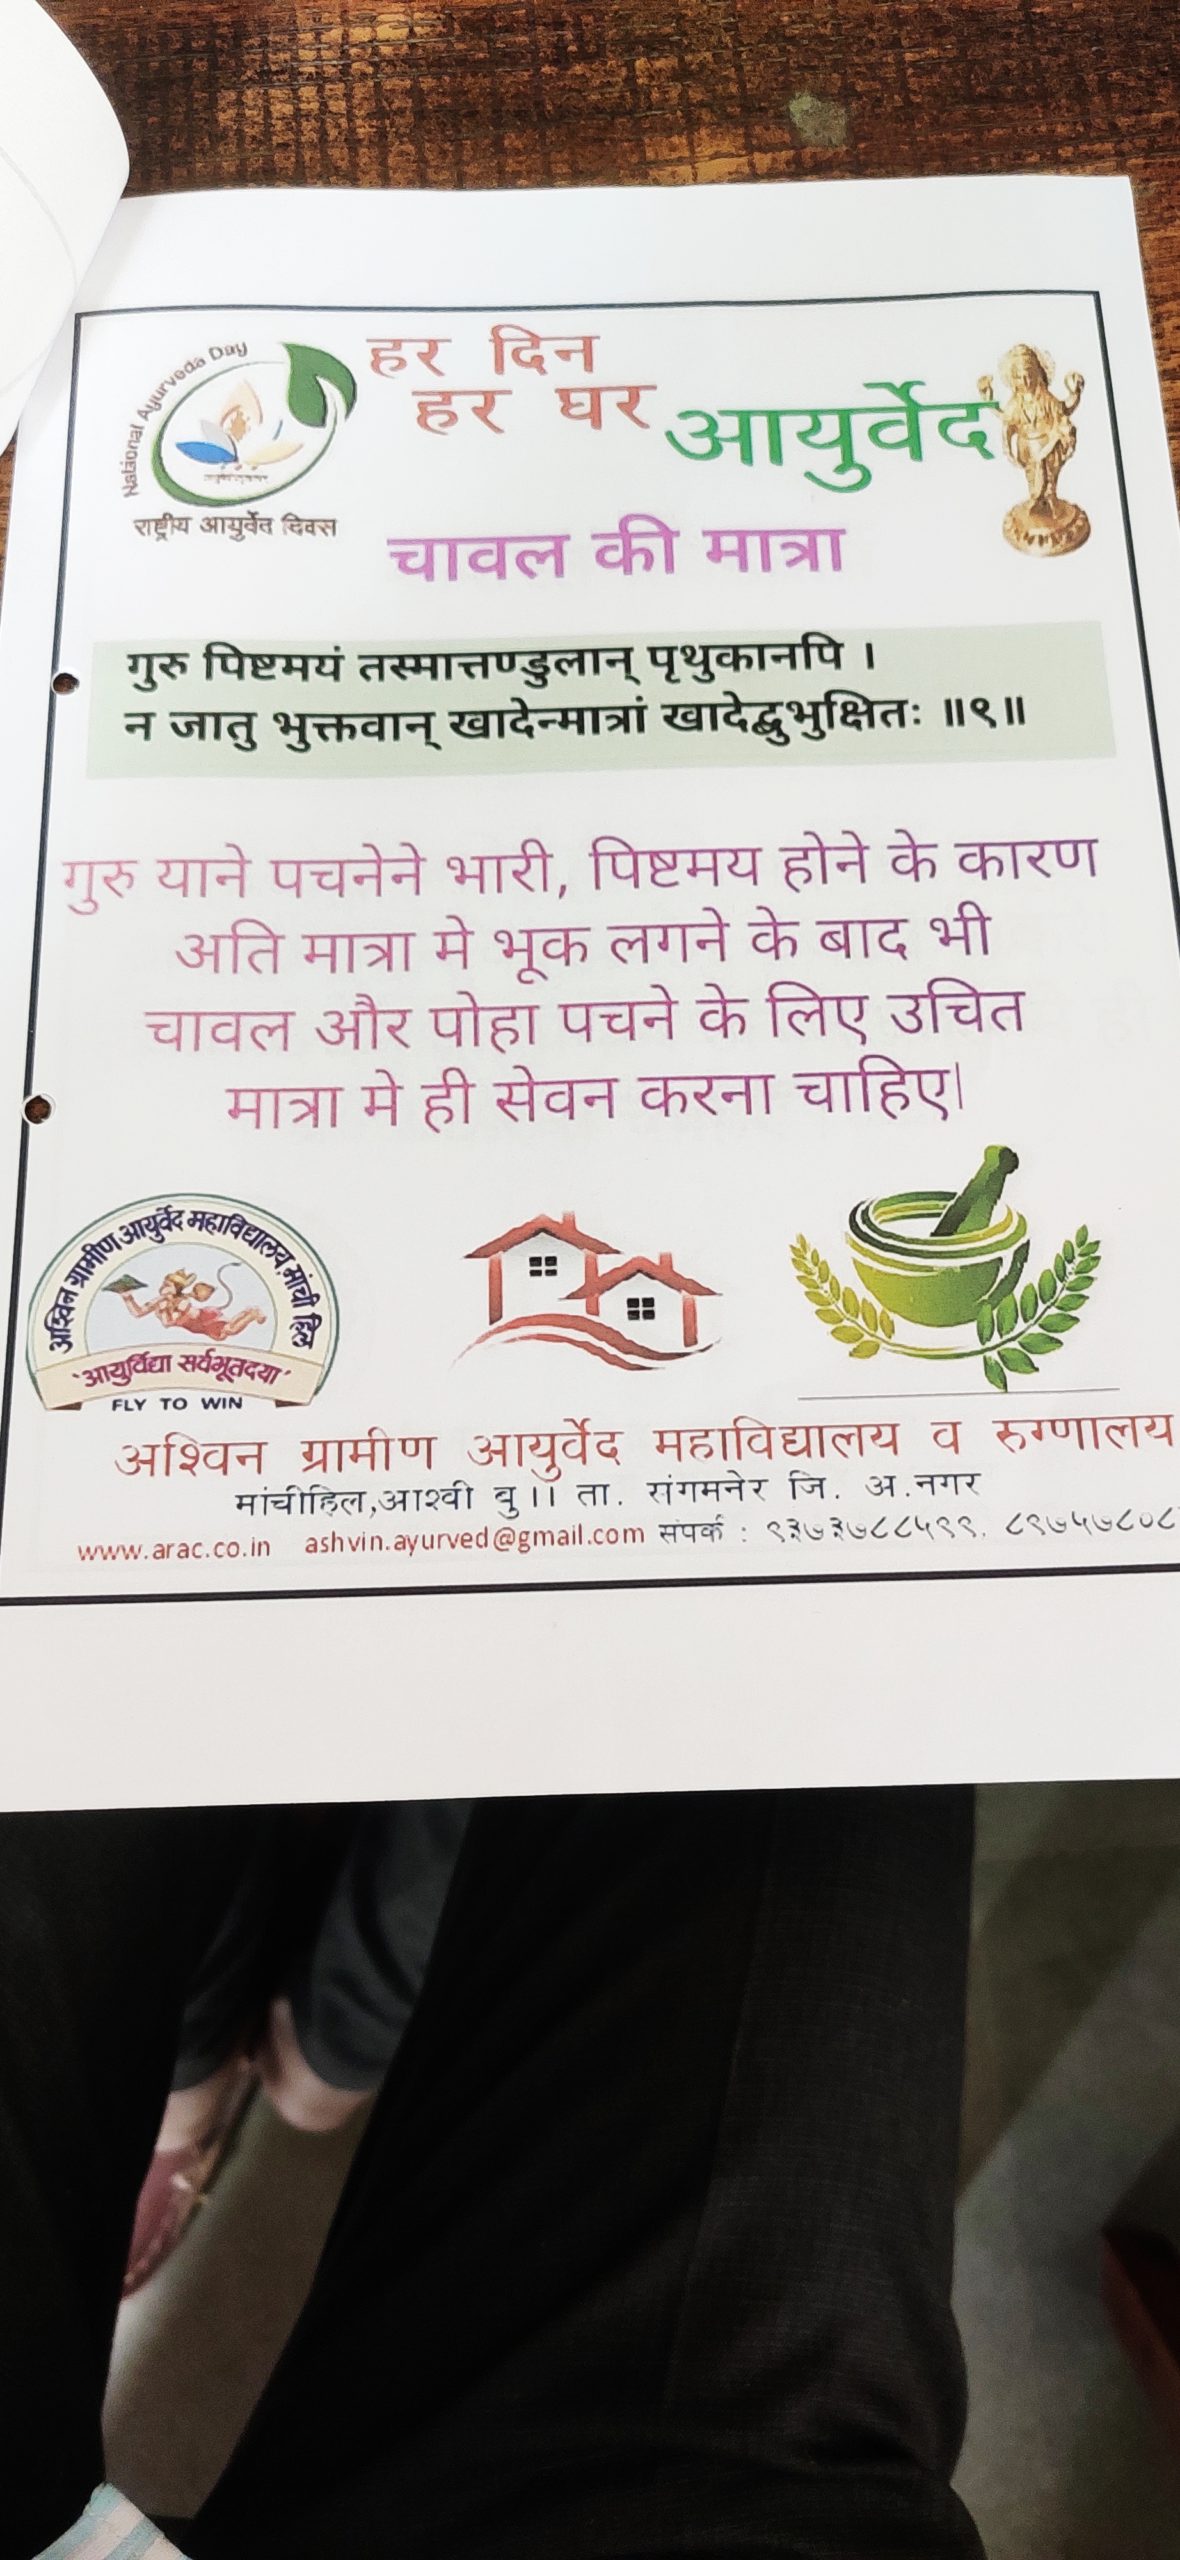 National Ayurveda Day
हर दिन
हर घर
आयुर्वेद
राष्ट्रीय आयुर्वेत दिवस
चावल की मात्रा
गुरु पिष्टमयं तस्मात्तण्डुलान् पृथुकानपि ।
न जातु भुक्तवान् खादेन्मात्रां खादेद्बुभुक्षितः ॥९॥
गुरु याने पचनेने भारी, पिष्टमय होने के कारण
अति मात्रा मे भूक लगने के बाद भी
चावल और पोहा पचने के लिए उचित
मात्रा मे ही सेवन करना चाहिए।
अश्विन ग्रामीण आयुर्वेद महाविद्यालय, मांची हिल
'आयुर्विद्या सर्वभूतदया'
FLY TO WIN
अश्विन ग्रामीण आयुर्वेद महाविद्यालय व रुग्णालय
मांचीहिल,आश्वी बु ।। ता. संगमनेर जि. अ.नगर
www.arac.co.in ashvin.ayurved@gmail.com संपर्क : ९३७३७८८५९९. ८९७५७८०८